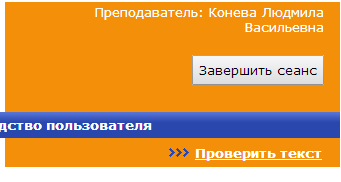 Преподаватель: Конева Людмила
Васильевна
Завершить сеанс
дство пользователя
>>> Проверить текст